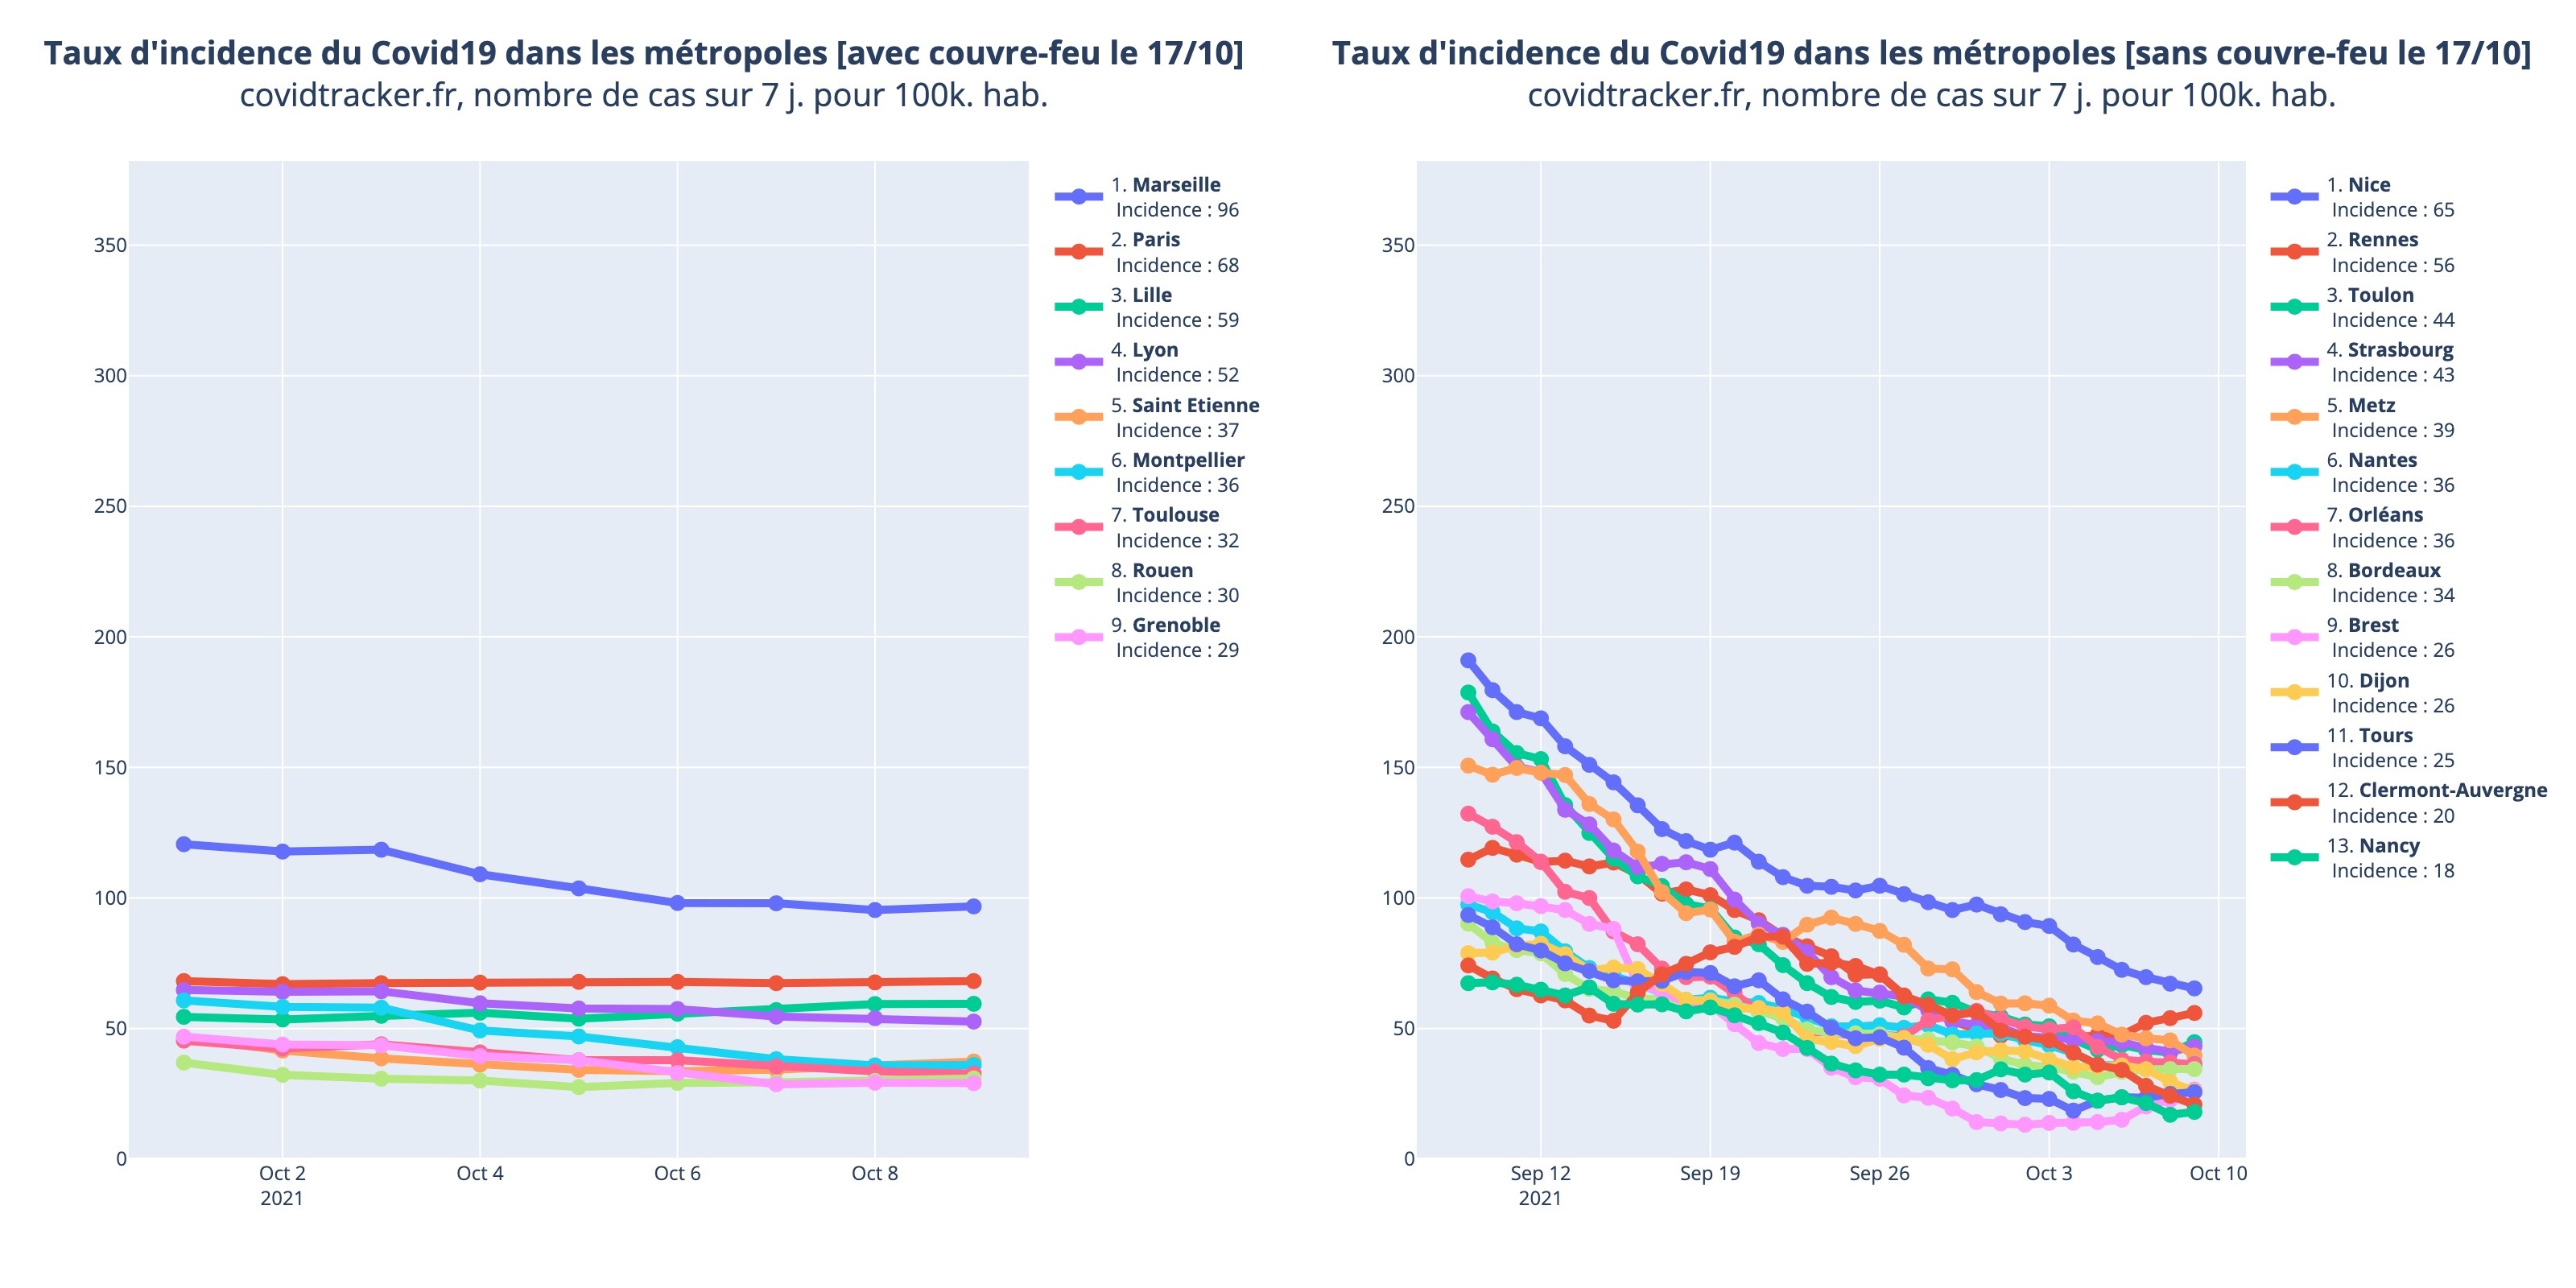 Taux d'incidence du Covid19 dans les métropoles [avec couvre-feu le 17/10]
covidtracker.fr, nombre de cas sur 7 j. pour 100k. hab.
350
300
250
200
150
100
50
0
Oct 2
2021
Oct 4
Oct 6
Oct 8
1. Marseille
Incidence : 96
2. Paris
Incidence : 68
3. Lille
Incidence : 59
4. Lyon
Incidence : 52
5. Saint Etienne
Incidence : 37
6. Montpellier
Incidence : 36
7. Toulouse
Incidence : 32
8. Rouen
Incidence : 30
9. Grenoble
Incidence : 29
Taux d'incidence du Covid19 dans les métropoles [sans couvre-feu le 17/10]
covidtracker.fr, nombre de cas sur 7 j. pour 100k. hab.
350
300
250
200
150
100
50
0
Sep 12
2021
Sep 19
Sep 26
Oct 3
Oct 10
1. Nice
Incidence : 65
2. Rennes
Incidence : 56
3. Toulon
Incidence : 44
4. Strasbourg
Incidence : 43
5. Metz
Incidence : 39
6. Nantes
Incidence : 36
7. Orléans
Incidence : 36
8. Bordeaux
Incidence : 34
9. Brest
Incidence : 26
10. Dijon
Incidence : 26
11. Tours
Incidence : 25
12. Clermont-Auvergne
Incidence : 20
13. Nancy
Incidence : 18